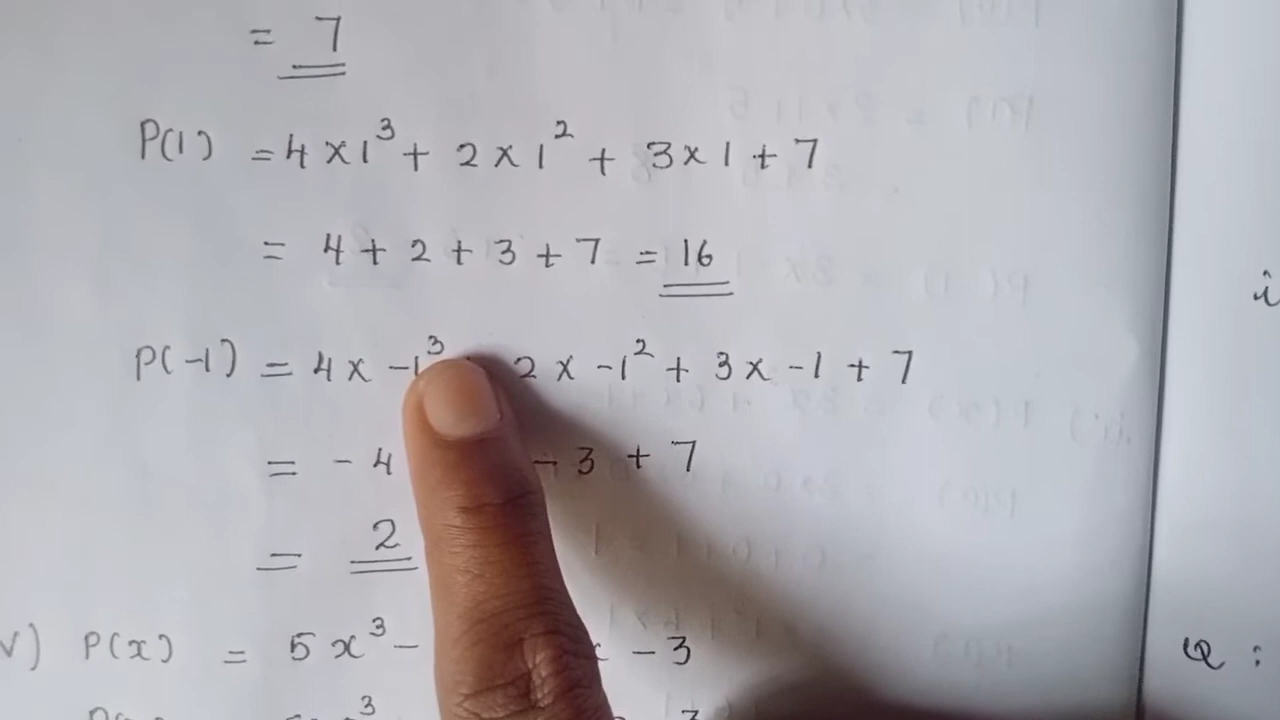 = 7
P(1) = 4 × 1³ + 2 × 1² + 3 × 1 + 7
= 4 + 2 + 3 + 7 = 16
P(-1) = 4 × -1³ 2 × -1² + 3 × -1 + 7
= - 4 - 3 + 7
= 2
v) P(x) = 5x³ - - 3
i
Q :